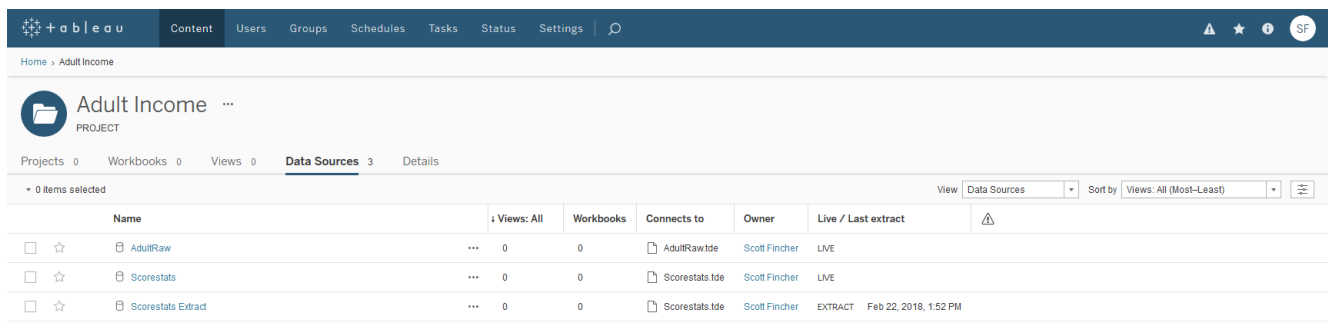 + a b | e a u Content Users Groups Schedules Tasks Status Settings SF
Home › Adult Income
Adult Income ···
PROJECT
Projects 0 Workbooks 0 Views 0 Data Sources 3 Details
0 items selected View Data Sources Sort by Views: All (Most–Least)
Name ↓ Views: All Workbooks Connects to Owner Live / Last extract
AdultRaw ··· 0 0 AdultRaw.tde Scott Fincher LIVE
Scorestats ··· 0 0 Scorestats.tde Scott Fincher LIVE
Scorestats Extract ··· 0 0 Scorestats.tde Scott Fincher EXTRACT Feb 22, 2018, 1:52 PM